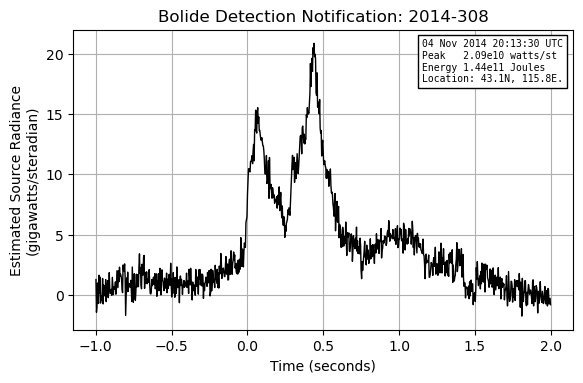 Bolide Detection Notification: 2014-308
04 Nov 2014 20:13:30 UTC
Peak   2.09e10 watts/st
Energy 1.44e11 Joules
Location: 43.1N, 115.8E.
Estimated Source Radiance
(gigawatts/steradian)
20
15
10
5
0
−1.0 −0.5 0.0 0.5 1.0 1.5 2.0
Time (seconds)